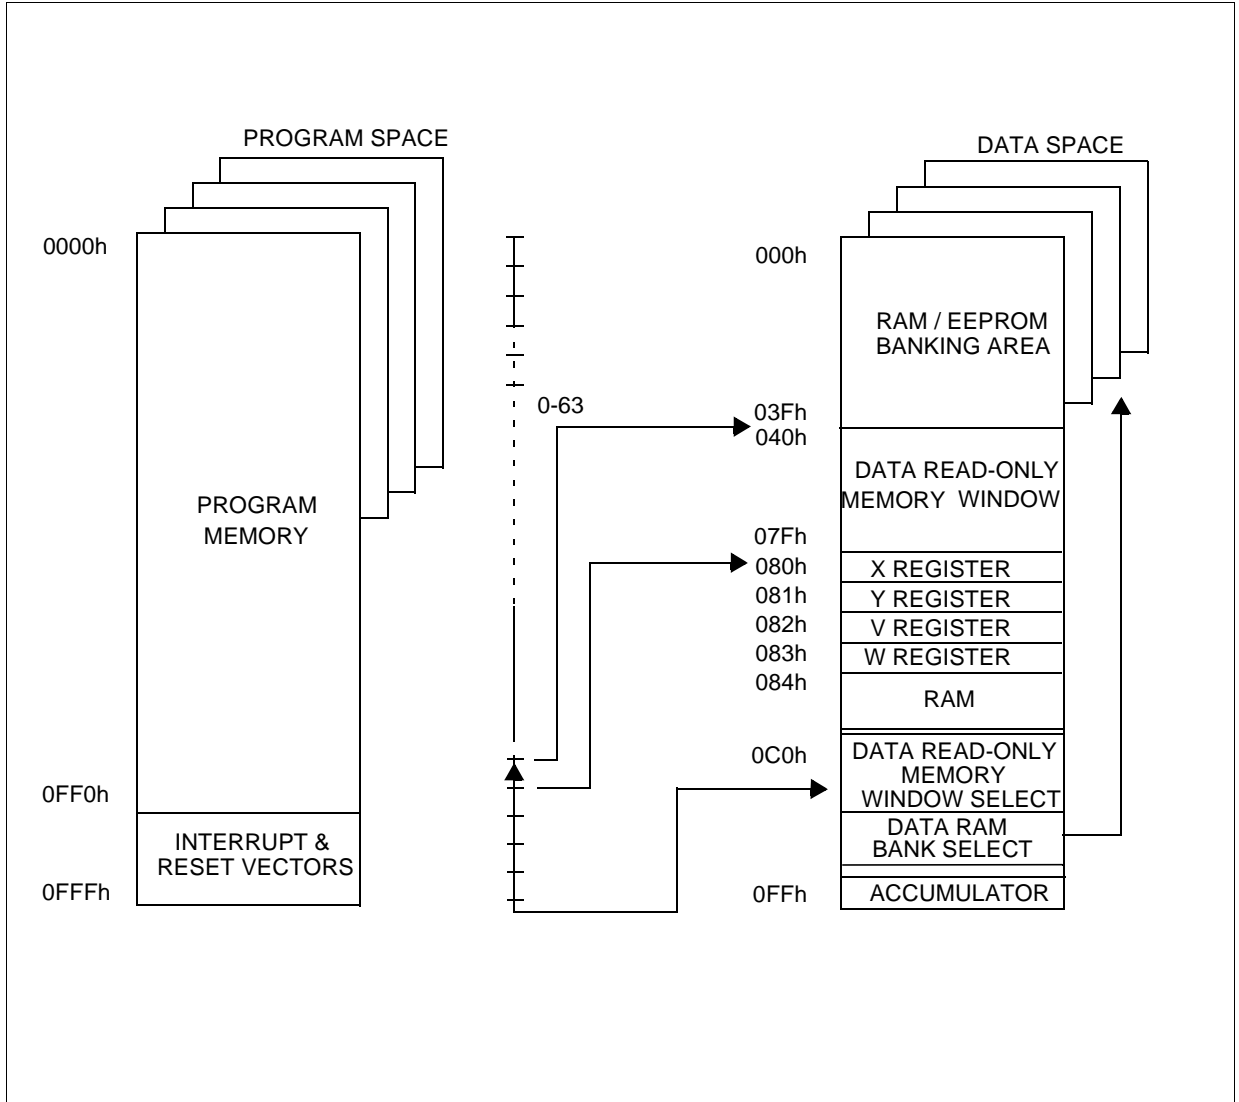 PROGRAM SPACE
0000h
PROGRAM
MEMORY
0FF0h
INTERRUPT &
RESET VECTORS
0FFFh
0-63
DATA SPACE
000h
RAM / EEPROM
BANKING AREA
03Fh
040h
DATA READ-ONLY
MEMORY WINDOW
07Fh
080h
X REGISTER
081h
Y REGISTER
082h
V REGISTER
083h
W REGISTER
084h
RAM
0C0h
DATA READ-ONLY
MEMORY
WINDOW SELECT
DATA RAM
BANK SELECT
0FFh
ACCUMULATOR